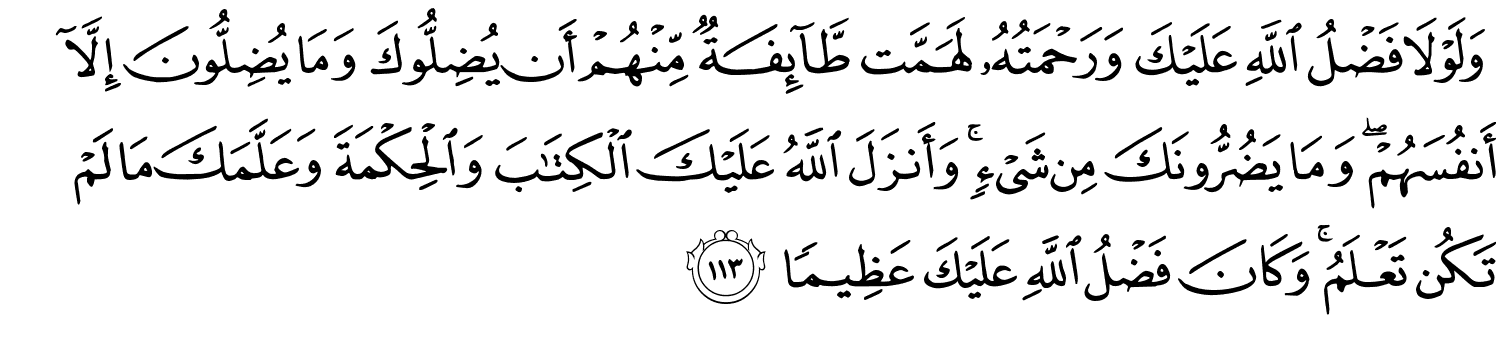 وَلَوْلَا فَضْلُ ٱللَّهِ عَلَيْكَ وَرَحْمَتُهُۥ لَهَمَّت طَّآئِفَةٌ مِّنْهُمْ أَن يُضِلُّوكَ وَمَا يُضِلُّونَ إِلَّآ
أَنفُسَهُمْ ۖ وَمَا يَضُرُّونَكَ مِن شَىْءٍ ۚ وَأَنزَلَ ٱللَّهُ عَلَيْكَ ٱلْكِتَـٰبَ وَٱلْحِكْمَةَ وَعَلَّمَكَ مَا لَمْ
تَكُن تَعْلَمُ ۚ وَكَانَ فَضْلُ ٱللَّهِ عَلَيْكَ عَظِيمًا ١١٣